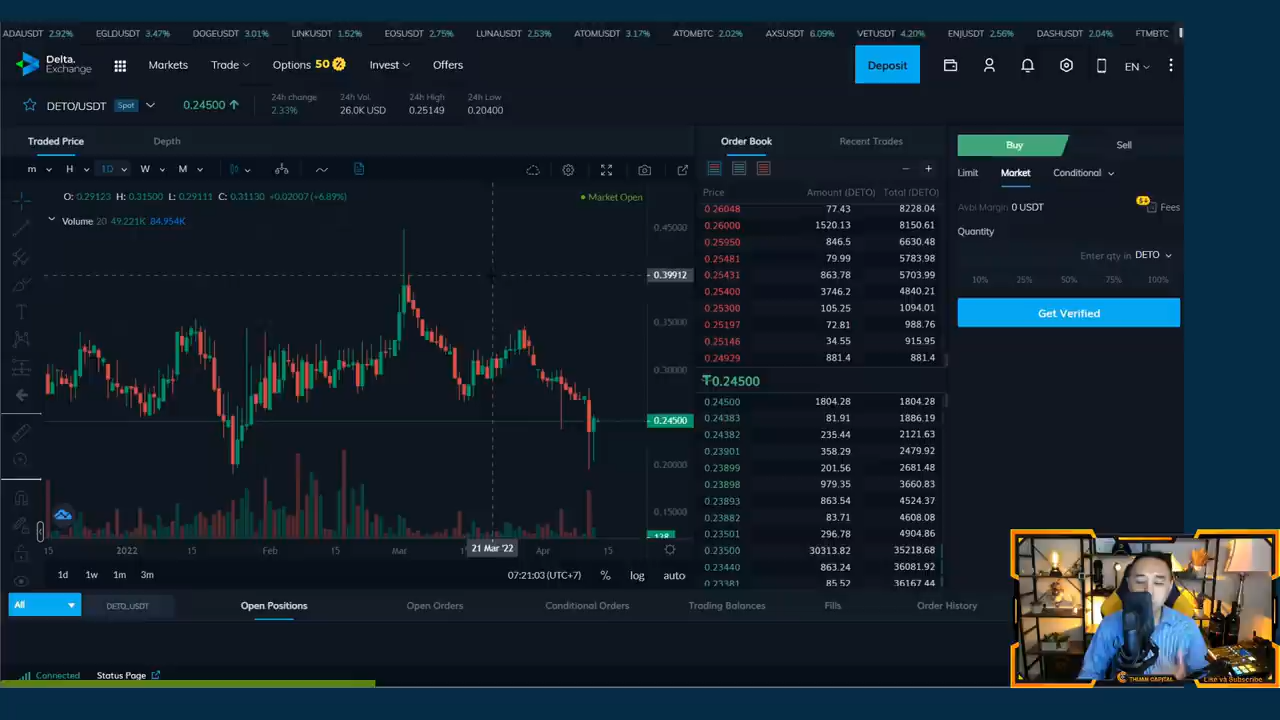 ADAUSDT 2.92% EGLDUSDT 3.47% DOGEUSDT 3.01% LINKUSDT 1.52% EOSUSDT 2.75% LUNAUSDT 2.53% ATOMUSDT 3.17% ATOMBTC 2.02% AXSUSDT 6.09% VETUSDT 4.20% ENJUSDT 2.56% DASHUSDT 2.04% FTMBTC
Delta.
Exchange
Markets Trade Options 50 Invest Offers Deposit EN
DETO/USDT Spot 0.24500
24h change 24h Vol. 24h High 24h Low
2.33% 26.0K USD 0.25149 0.20400
Traded Price Depth
m H 1D W M
O: 0.29123 H: 0.31500 L: 0.29111 C: 0.31130 +0.02007 (+6.89%)
Market Open
Volume 20 49.221K 84.954K
0.45000
0.39912
0.35000
0.30000
0.24500
0.20000
0.15000
138
15 2022 15 Feb 15 Mar 21 Mar '22 Apr 15
1d 1w 1m 3m 07:21:03 (UTC+7) % log auto
Order Book Recent Trades
Price Amount (DETO) Total (DETO)
0.26048 77.43 8228.04
0.26000 1520.13 8150.61
0.25950 846.5 6630.48
0.25481 79.99 5783.98
0.25431 863.78 5703.99
0.25400 3746.2 4840.21
0.25300 105.25 1094.01
0.25197 72.81 988.76
0.25146 34.55 915.95
0.24929 881.4 881.4
0.24500
0.24500 1804.28 1804.28
0.24383 81.91 1886.19
0.24382 235.44 2121.63
0.23901 358.29 2479.92
0.23899 201.56 2681.48
0.23898 979.35 3660.83
0.23893 863.54 4524.37
0.23882 83.71 4608.08
0.23501 296.78 4904.86
0.23500 30313.82 35218.68
0.23440 863.24 36081.92
0.23381 85.52 36167.44
Buy Sell
Limit Market Conditional
Avbl Margin 0 USDT Fees
Quantity
Enter qty in DETO
10% 25% 50% 75% 100%
Get Verified
All DETO_USDT Open Positions Open Orders Conditional Orders Trading Balances Fills Order History
Connected Status Page
THUAN CAPITAL Like và Subscribe